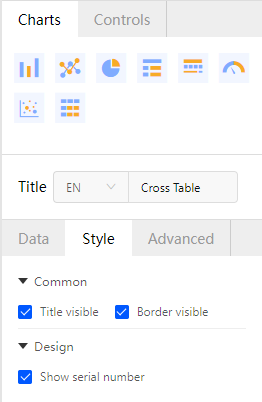 Charts Controls
Title EN Cross Table
Data Style Advanced
Common
Title visible Border visible
Design
Show serial number